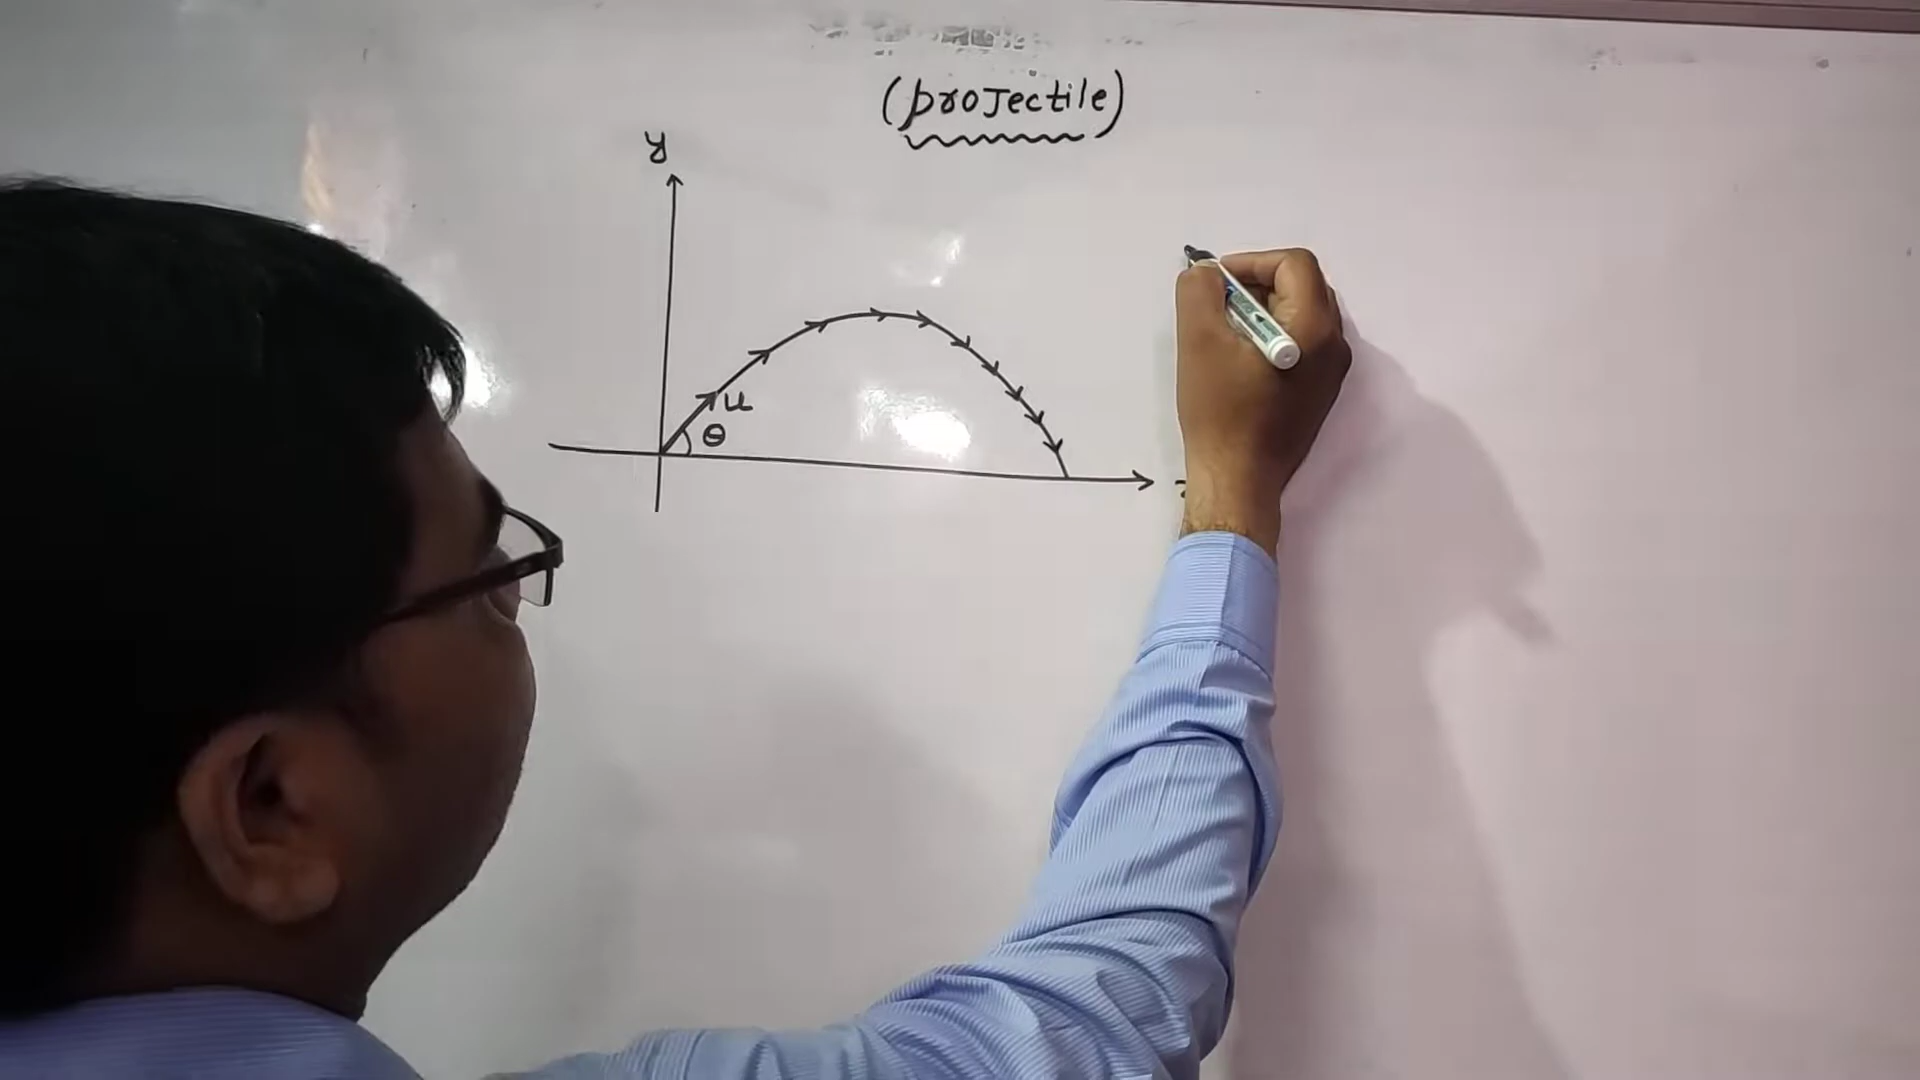 (projectile)
y
u
θ